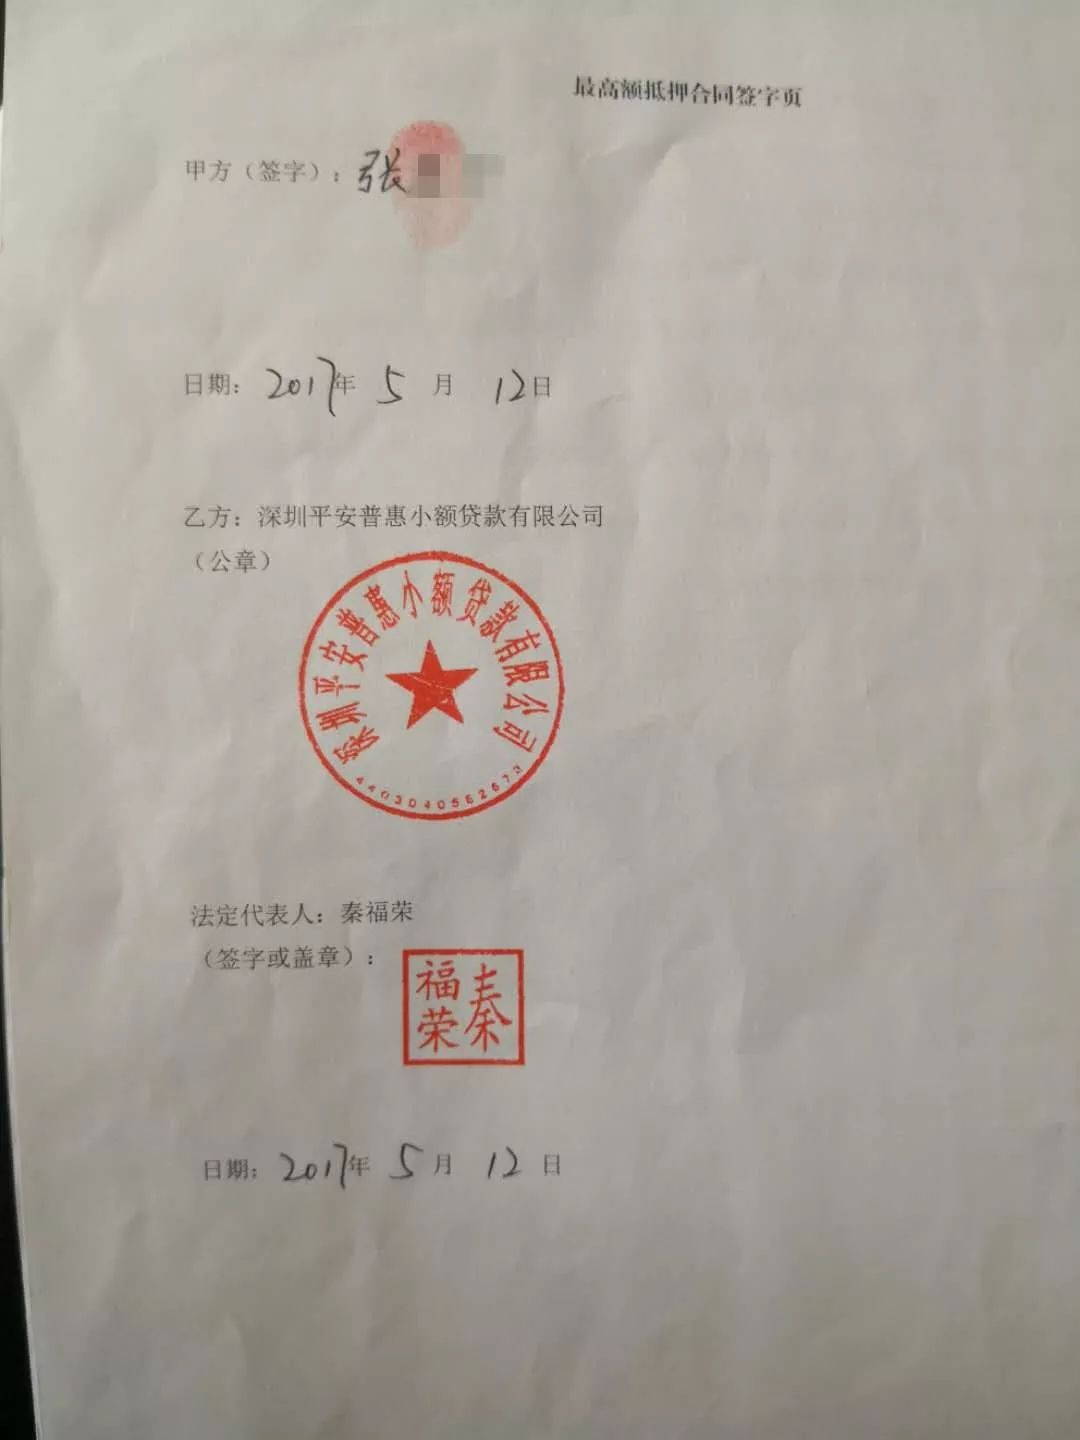 最高额抵押合同签字页
甲方（签字）：张
日期：2017年 5 月 12日
乙方：深圳平安普惠小额贷款有限公司
（公章）
深圳平安普惠小额贷款有限公司
4403040562673
法定代表人：秦福荣
（签字或盖章）：
秦福荣
日期：2017年 5 月 12 日